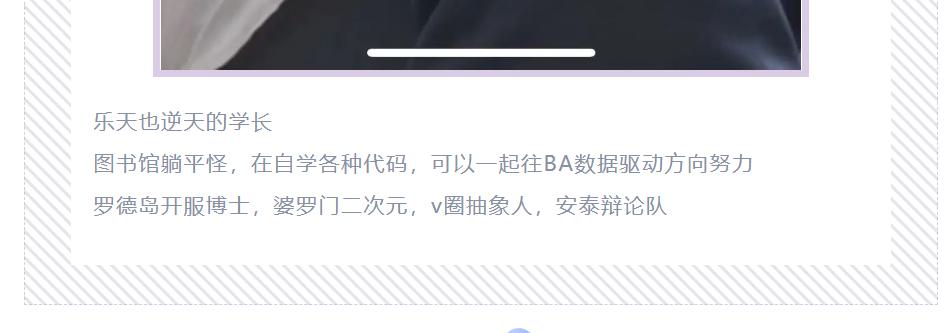 乐天也逆天的学长
图书馆躺平怪，在自学各种代码，可以一起往BA数据驱动方向努力
罗德岛开服博士，婆罗门二次元，v圈抽象人，安泰辩论队